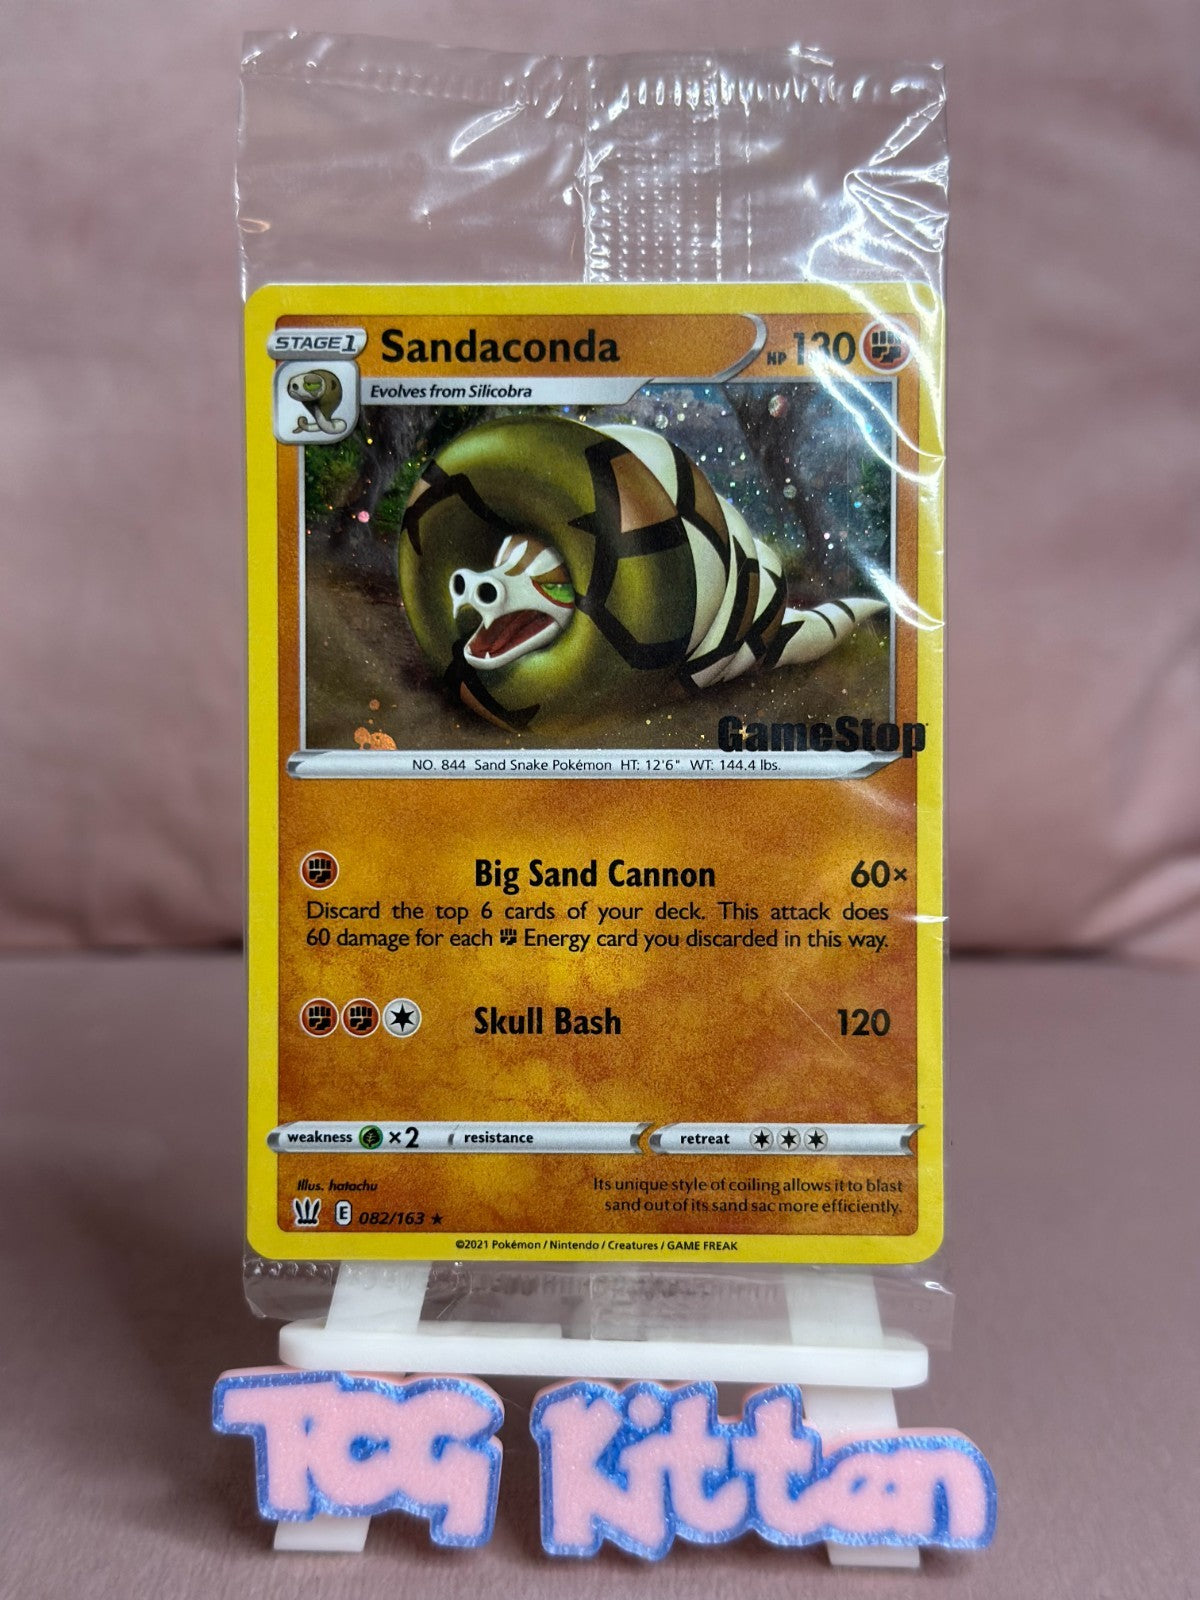 STAGE 1
Sandaconda
HP 130
Evolves from Silicobra
GameStop
NO. 844 Sand Snake Pokémon HT: 12'6" WT: 144.4 lbs.
Big Sand Cannon 60×
Discard the top 6 cards of your deck. This attack does
60 damage for each Energy card you discarded in this way.
Skull Bash 120
weakness ×2 resistance retreat
Illus. hatachu
Its unique style of coiling allows it to blast
sand out of its sand sac more efficiently.
E 082/163 ★
©2021 Pokémon / Nintendo / Creatures / GAME FREAK
TCG Kitten